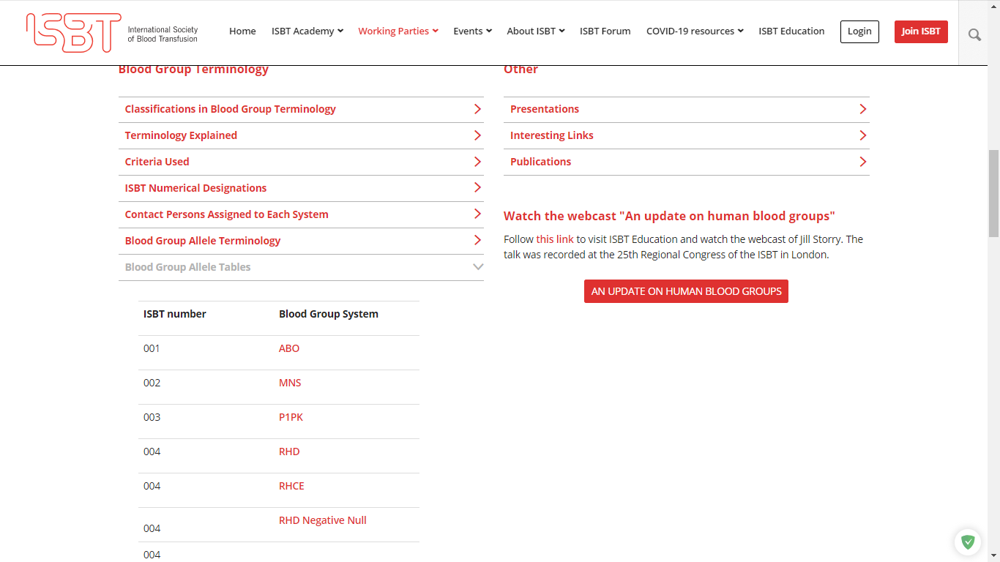 ISBT
International Society
of Blood Transfusion
Home
ISBT Academy
Working Parties
Events
About ISBT
ISBT Forum
COVID-19 resources
ISBT Education
Login
Join ISBT
Blood Group Terminology
Classifications in Blood Group Terminology
Terminology Explained
Criteria Used
ISBT Numerical Designations
Contact Persons Assigned to Each System
Blood Group Allele Terminology
Blood Group Allele Tables
ISBT number Blood Group System
001 ABO
002 MNS
003 P1PK
004 RHD
004 RHCE
004 RHD Negative Null
004
Other
Presentations
Interesting Links
Publications
Watch the webcast "An update on human blood groups"
Follow this link to visit ISBT Education and watch the webcast of Jill Storry. The
talk was recorded at the 25th Regional Congress of the ISBT in London.
AN UPDATE ON HUMAN BLOOD GROUPS